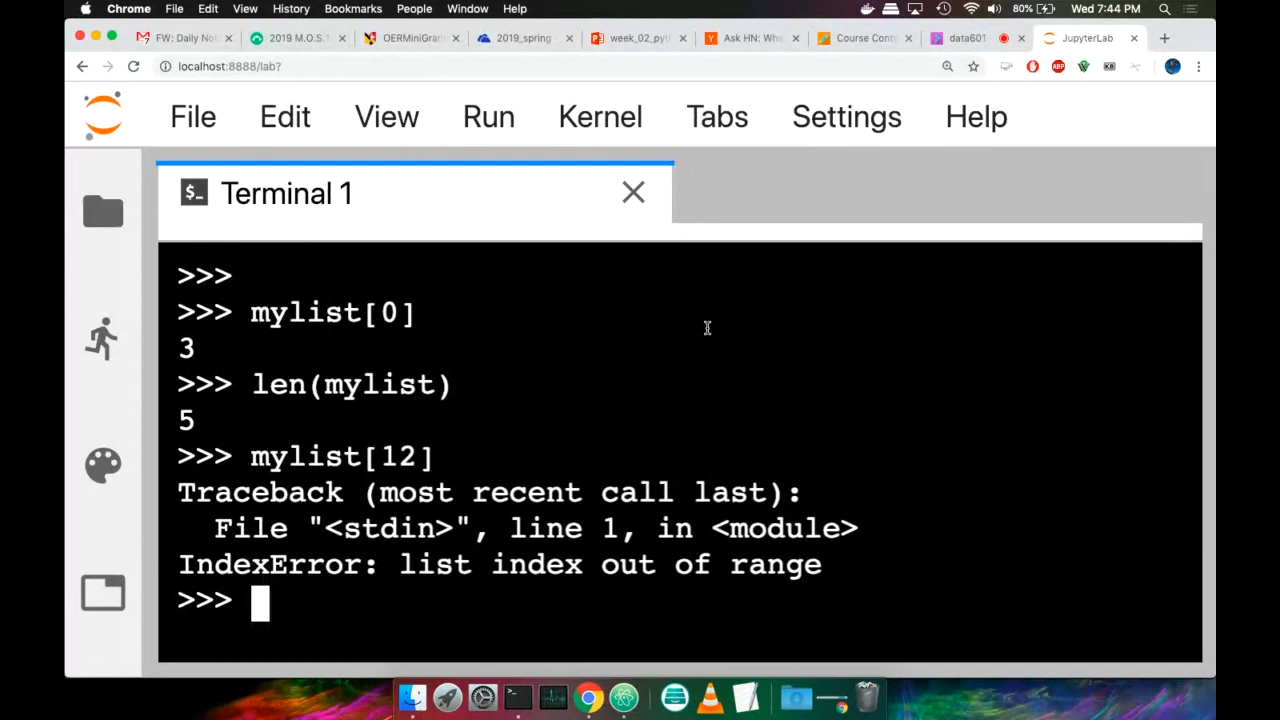 Chrome File Edit View History Bookmarks People Window Help 80% Wed 7:44 PM
FW: Daily No 2019 M.O.S.T OERMiniGran 2019_spring week_02_pyt Ask HN: Wha Course Cont data601 JupyterLab
localhost:8888/lab?
File Edit View Run Kernel Tabs Settings Help
$_ Terminal 1
>>>
>>> mylist[0]
3
>>> len(mylist)
5
>>> mylist[12]
Traceback (most recent call last):
  File "<stdin>", line 1, in <module>
IndexError: list index out of range
>>>